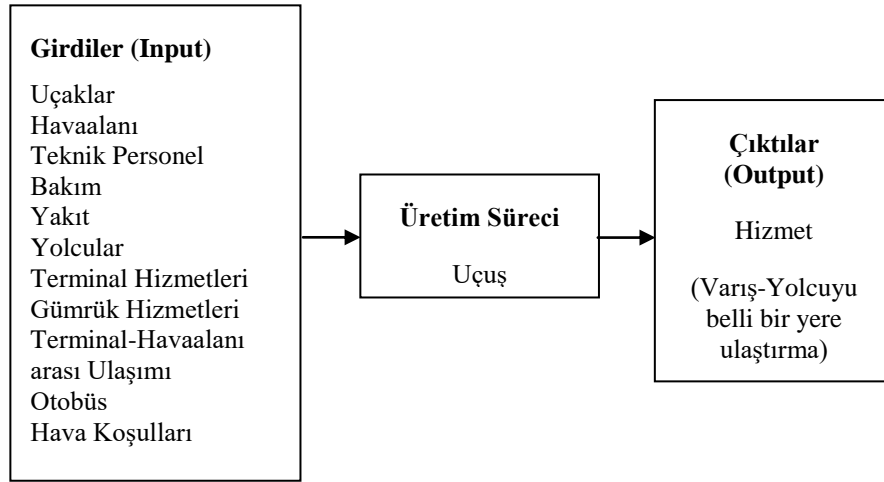 Girdiler (Input)
Uçaklar
Havaalanı
Teknik Personel
Bakım
Yakıt
Yolcular
Terminal Hizmetleri
Gümrük Hizmetleri
Terminal-Havaalanı
arası Ulaşımı
Otobüs
Hava Koşulları
Üretim Süreci
Uçuş
Çıktılar
(Output)
Hizmet
(Varış-Yolcuyu
belli bir yere
ulaştırma)